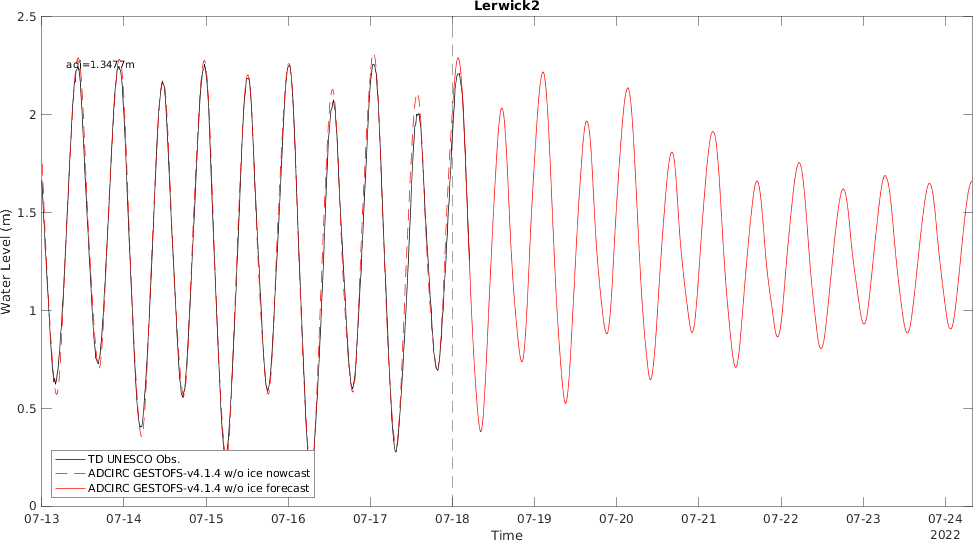 Lerwick2
2.5
adj=1.3477m
2
1.5
1
0.5
0
Water Level (m)
TD UNESCO Obs.
ADCIRC GESTOFS-v4.1.4 w/o ice nowcast
ADCIRC GESTOFS-v4.1.4 w/o ice forecast
07-13 07-14 07-15 07-16 07-17 07-18 07-19 07-20 07-21 07-22 07-23 07-24
2022
Time